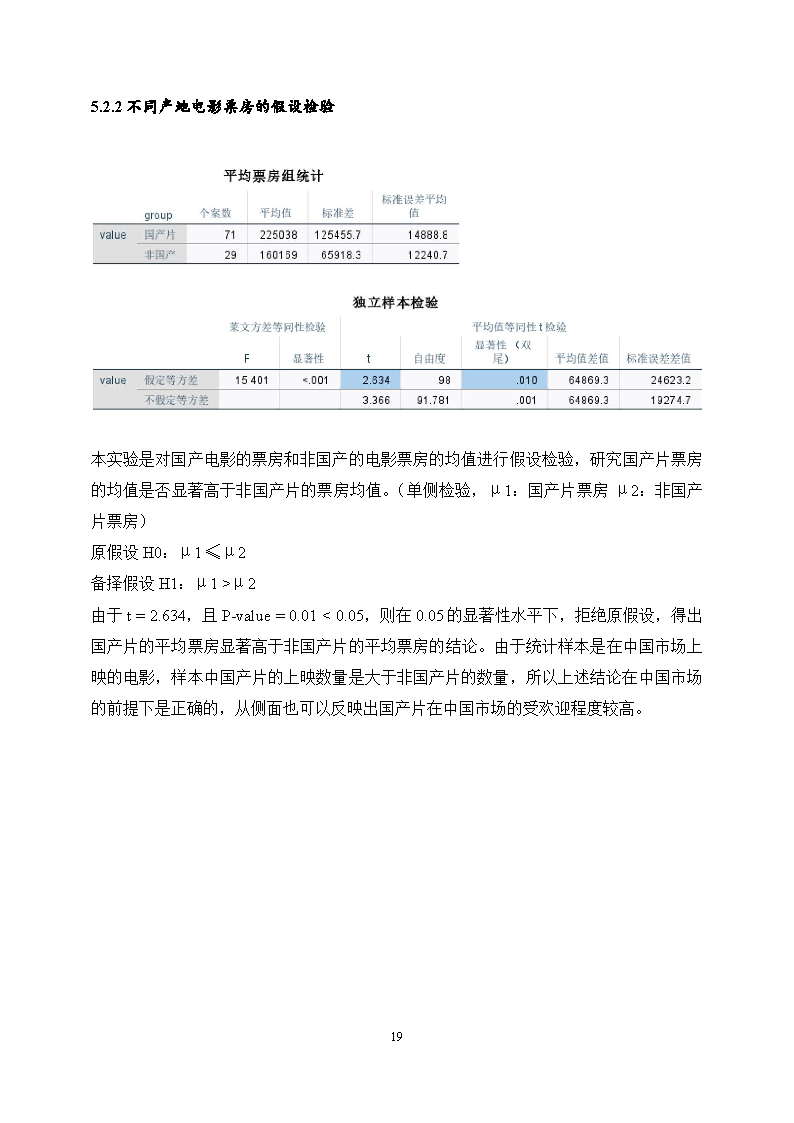 5.2.2 不同产地电影票房的假设检验
平均票房组统计
group 个案数 平均值 标准差 标准误差平均值
value 国产片 71 225038 125455.7 14888.8
非国产 29 160169 65918.3 12240.7
独立样本检验
莱文方差等同性检验 平均值等同性 t 检验
F 显著性 t 自由度 显著性（双尾） 平均值差值 标准误差差值
value 假定等方差 15.401 <.001 2.634 98 .010 64869.3 24623.2
不假定等方差 3.366 91.781 .001 64869.3 19274.7
本实验是对国产电影的票房和非国产的电影票房的均值进行假设检验，研究国产片票房
的均值是否显著高于非国产片的票房均值。（单侧检验，μ1：国产片票房 μ2：非国产
片票房）
原假设 H0：μ1≤μ2
备择假设 H1：μ1 >μ2
由于 t = 2.634，且 P-value = 0.01 < 0.05，则在 0.05 的显著性水平下，拒绝原假设，得出
国产片的平均票房显著高于非国产片的平均票房的结论。由于统计样本是在中国市场上
映的电影，样本中国产片的上映数量是大于非国产片的数量，所以上述结论在中国市场
的前提下是正确的，从侧面也可以反映出国产片在中国市场的受欢迎程度较高。
19